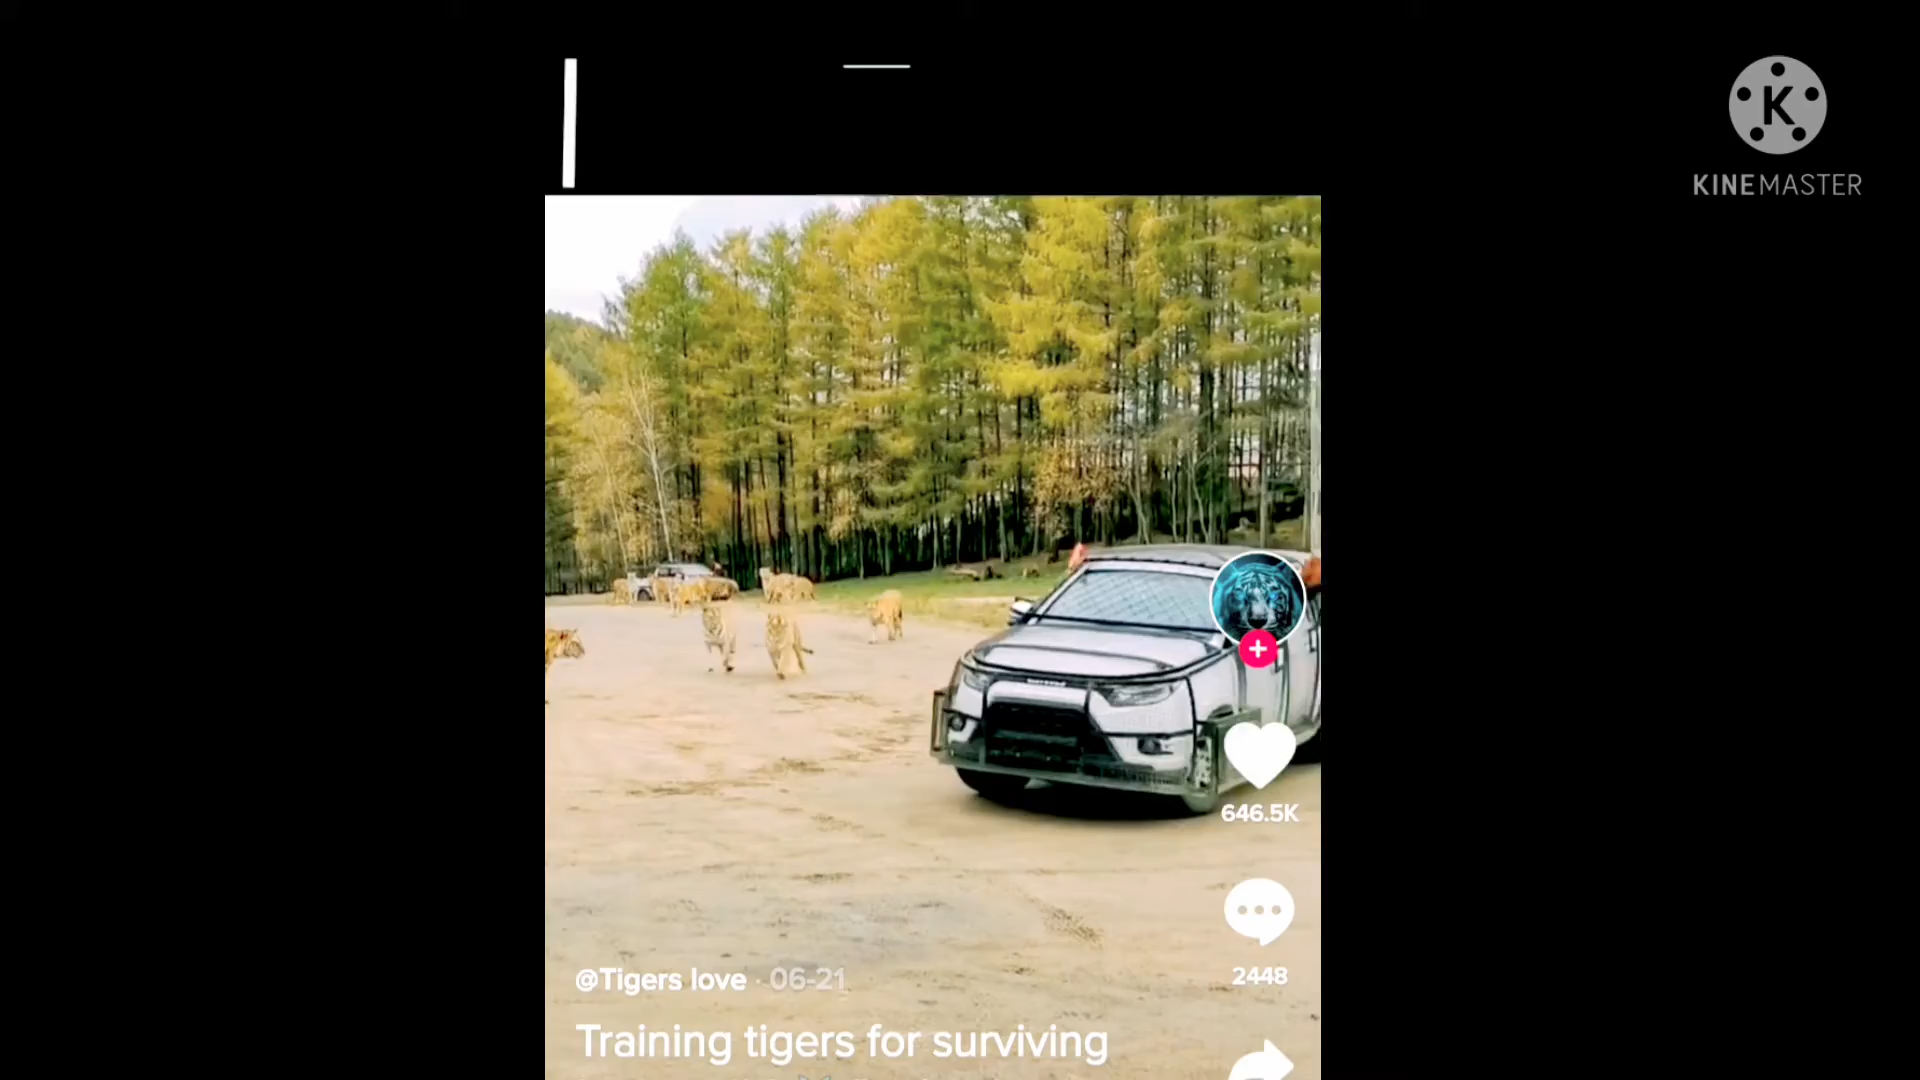 K
KINEMASTER
646.5K
2448
@Tigers love · 06-21
Training tigers for surviving